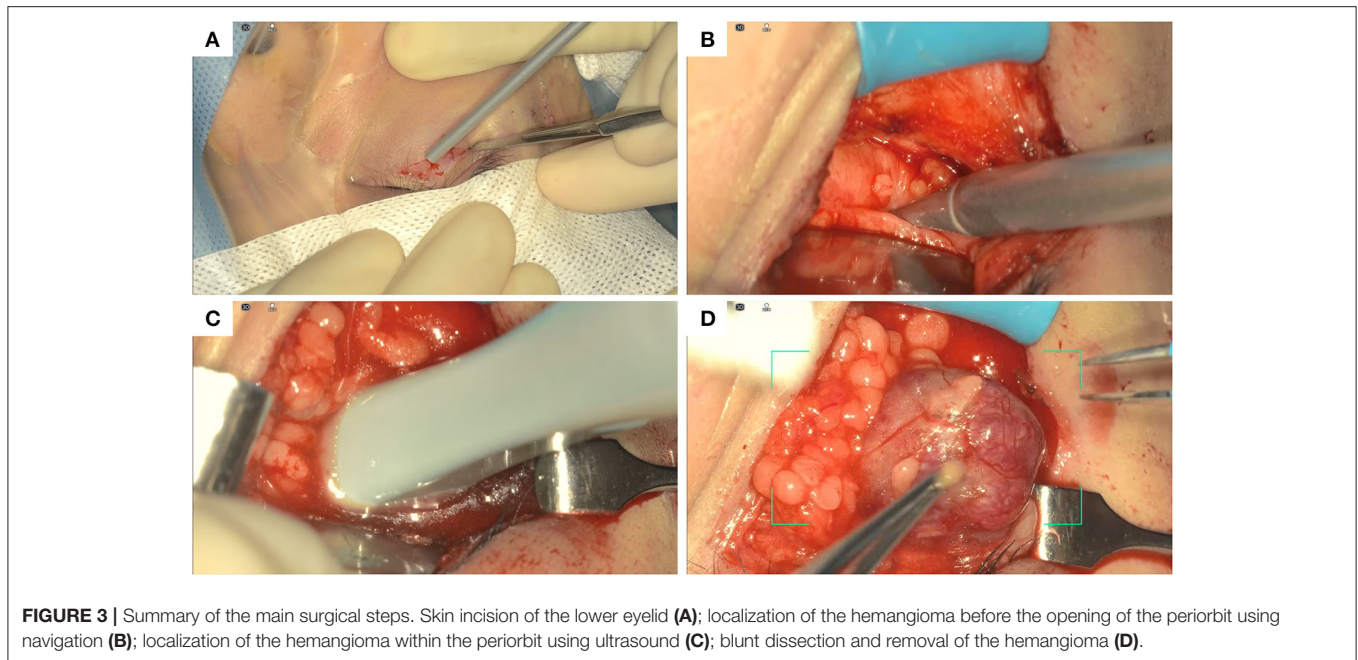 A
B
C
D
FIGURE 3 | Summary of the main surgical steps. Skin incision of the lower eyelid (A); localization of the hemangioma before the opening of the periorbit using
navigation (B); localization of the hemangioma within the periorbit using ultrasound (C); blunt dissection and removal of the hemangioma (D).